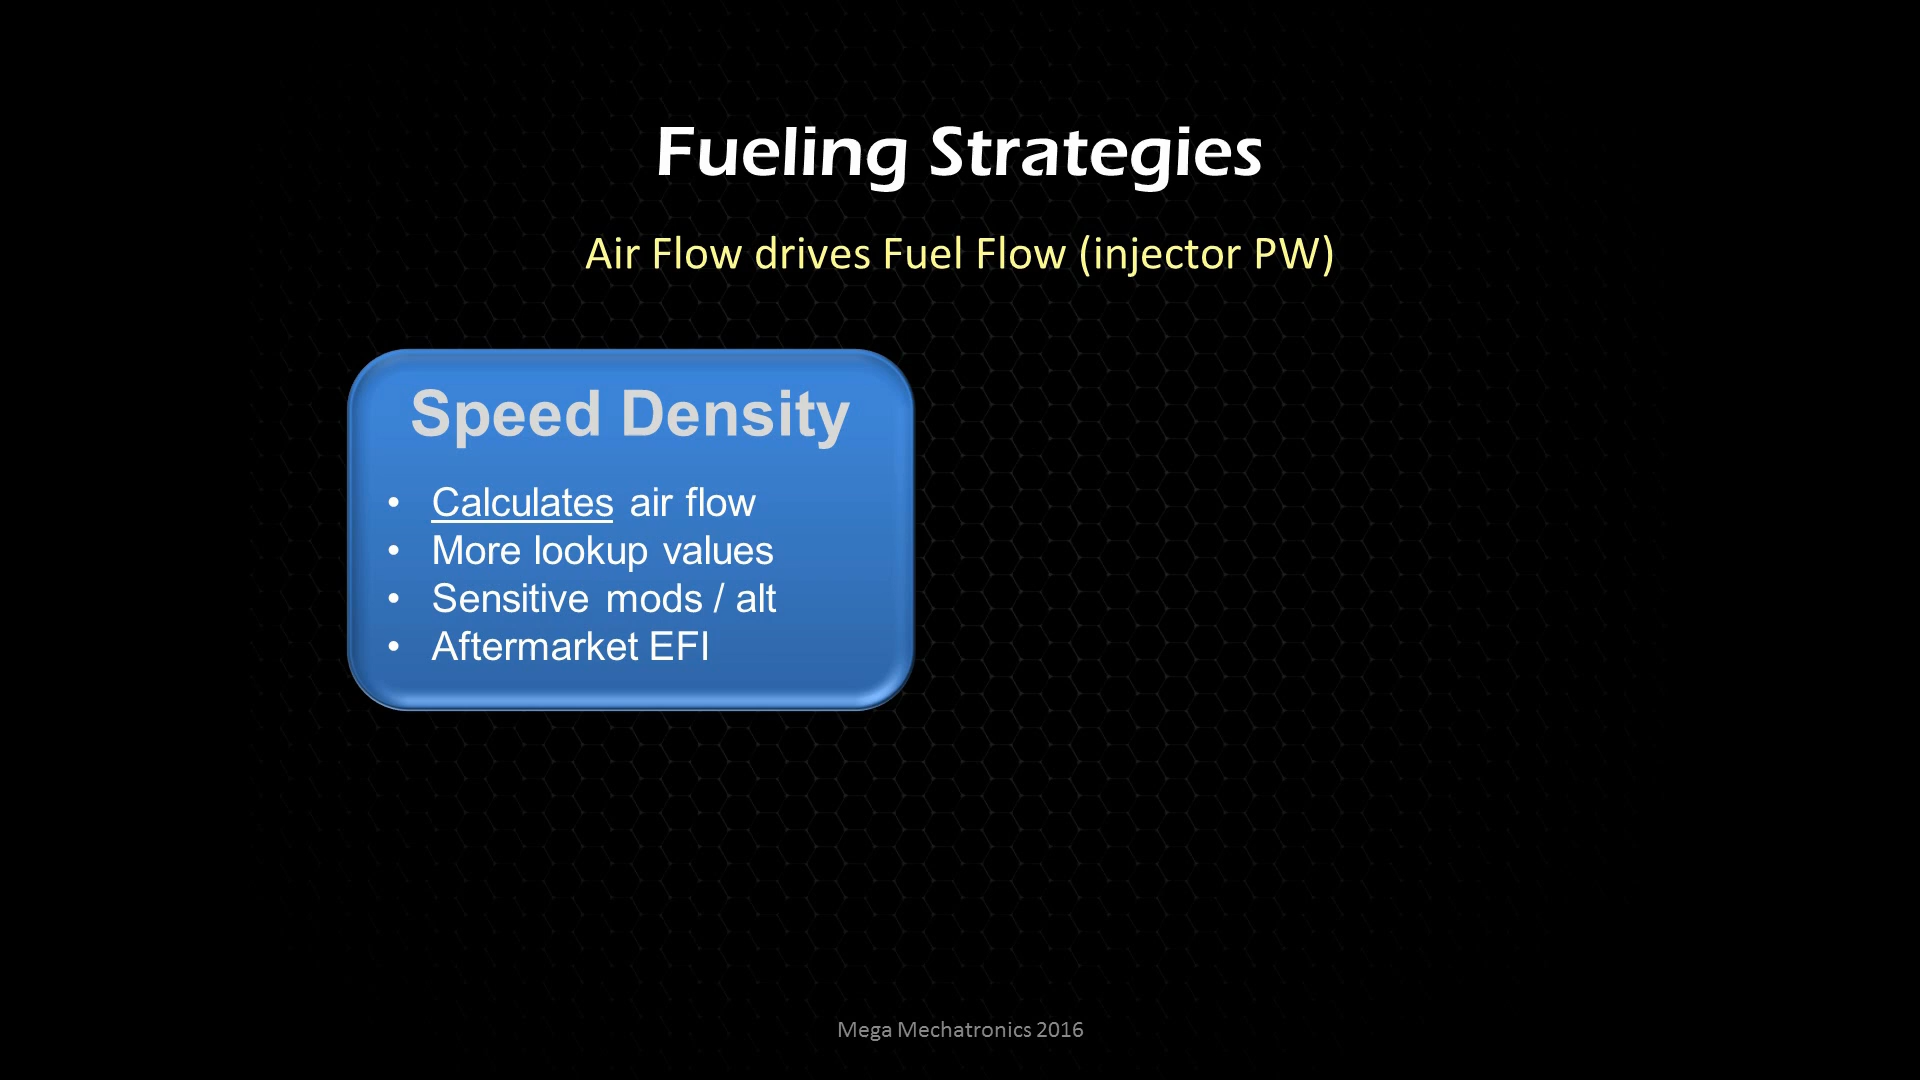 Fueling Strategies
Air Flow drives Fuel Flow (injector PW)
Speed Density
• Calculates air flow
• More lookup values
• Sensitive mods / alt
• Aftermarket EFI
Mega Mechatronics 2016